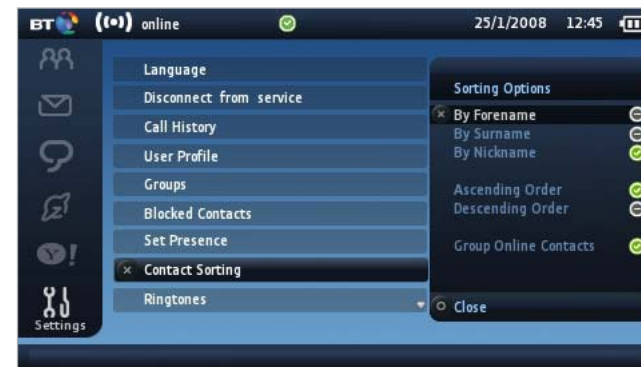 BT online 25/1/2008 12:45
Language
Disconnect from service
Call History
User Profile
Groups
Blocked Contacts
Set Presence
Contact Sorting
Ringtones
Settings
Sorting Options
By Forename
By Surname
By Nickname
Ascending Order
Descending Order
Group Online Contacts
Close